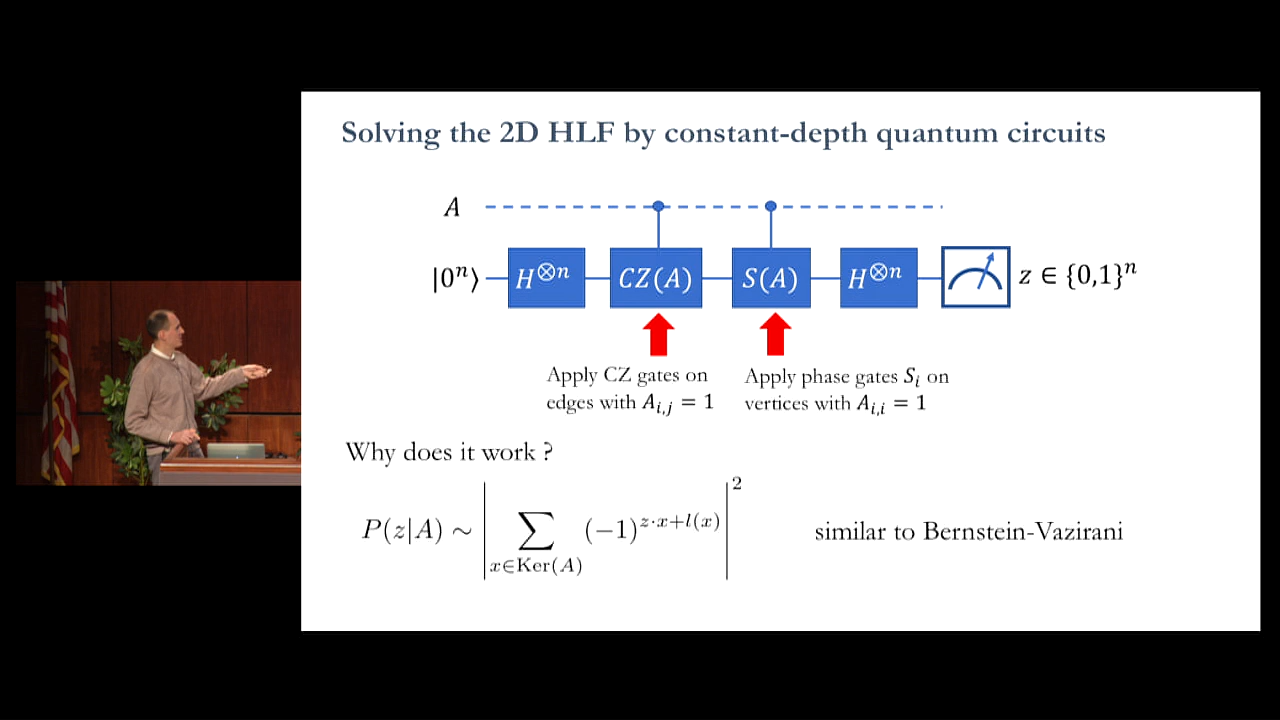 Solving the 2D HLF by constant-depth quantum circuits
A
|0ⁿ⟩ H⊗ⁿ CZ(A) S(A) H⊗ⁿ z ∈ {0,1}ⁿ
Apply CZ gates on
edges with A_{i,j} = 1
Apply phase gates S_i on
vertices with A_{i,i} = 1
Why does it work ?
P(z|A) ∼ |∑_{x∈Ker(A)} (−1)^{z·x+l(x)}|²
similar to Bernstein-Vazirani